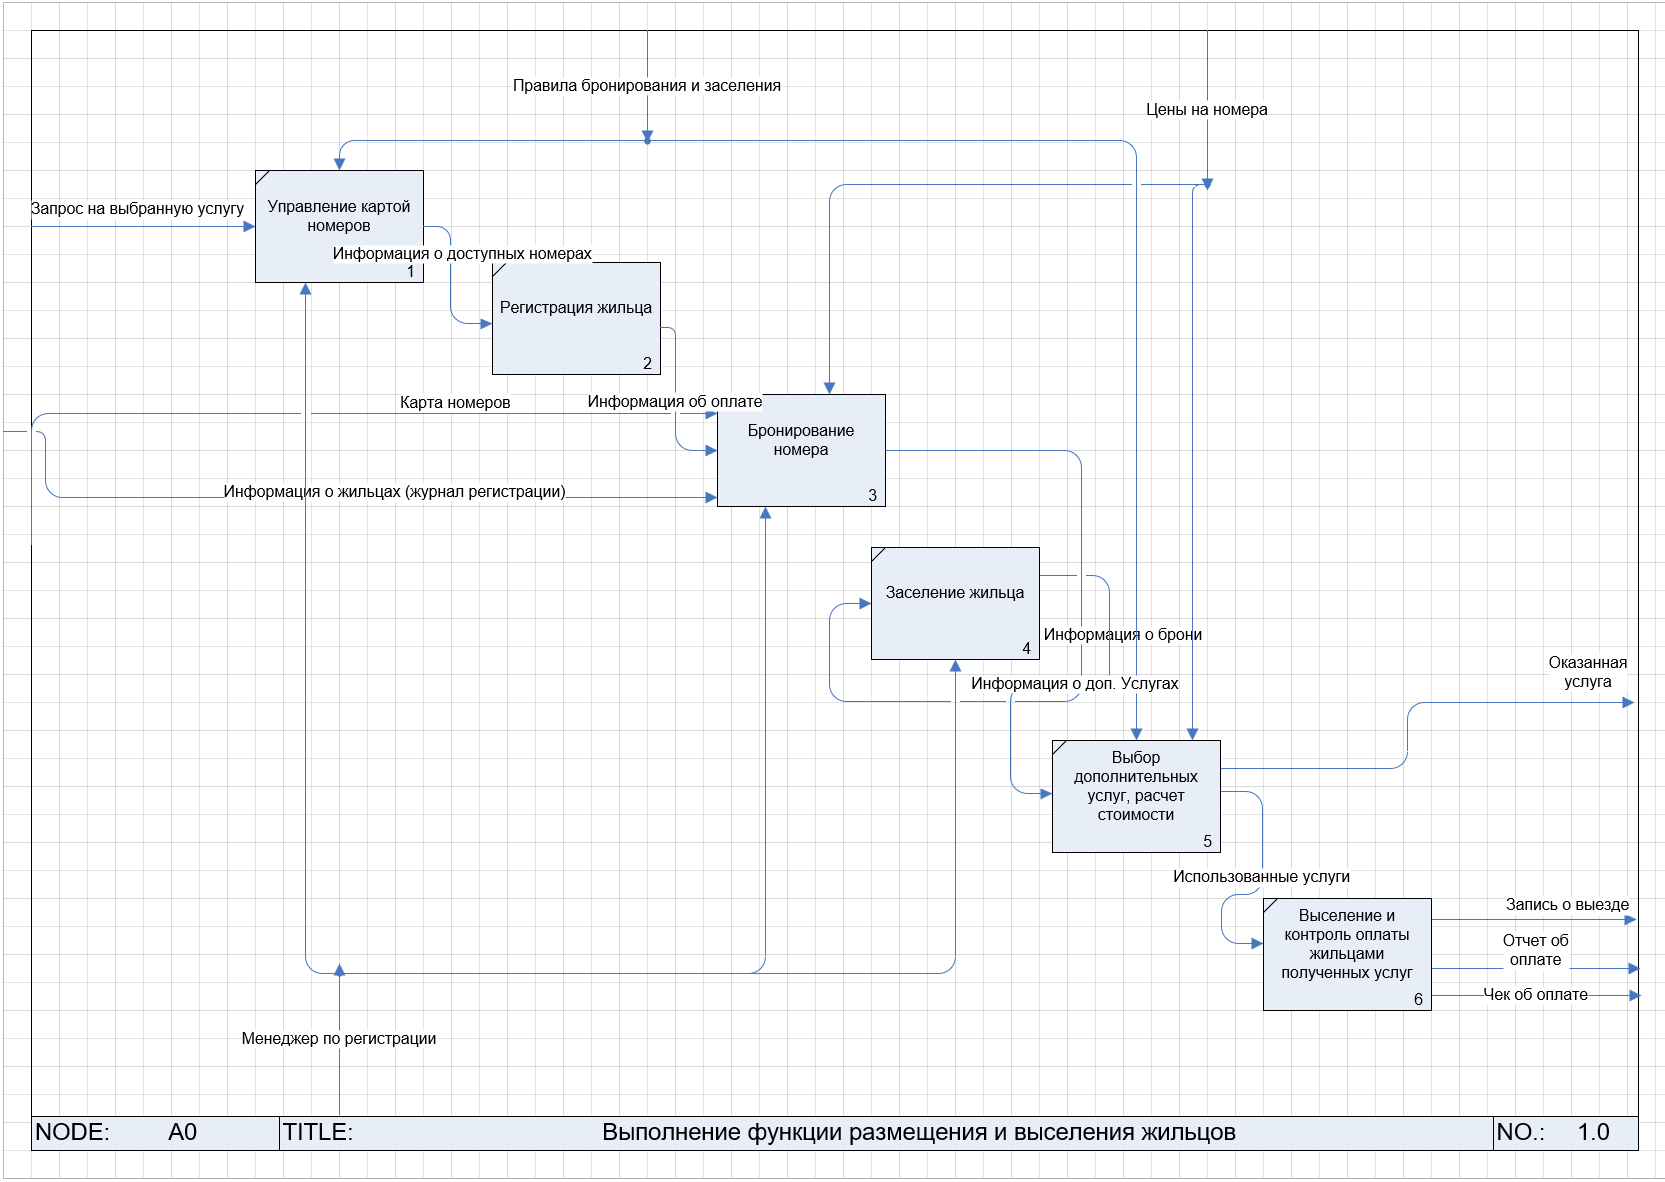 Правила бронирования и заселения
Цены на номера
Запрос на выбранную услугу
Управление картой
номеров
1
Информация о доступных номерах
Регистрация жильца
2
Карта номеров
Информация об оплате
Бронирование
номера
3
Информация о жильцах (журнал регистрации)
Заселение жильца
4
Информация о брони
Информация о доп. Услугах
Оказанная
услуга
Выбор
дополнительных
услуг, расчет
стоимости
5
Использованные услуги
Выселение и
контроль оплаты
жильцами
полученных услуг
6
Запись о выезде
Отчет об
оплате
Чек об оплате
Менеджер по регистрации
NODE: A0 TITLE: Выполнение функции размещения и выселения жильцов NO.: 1.0